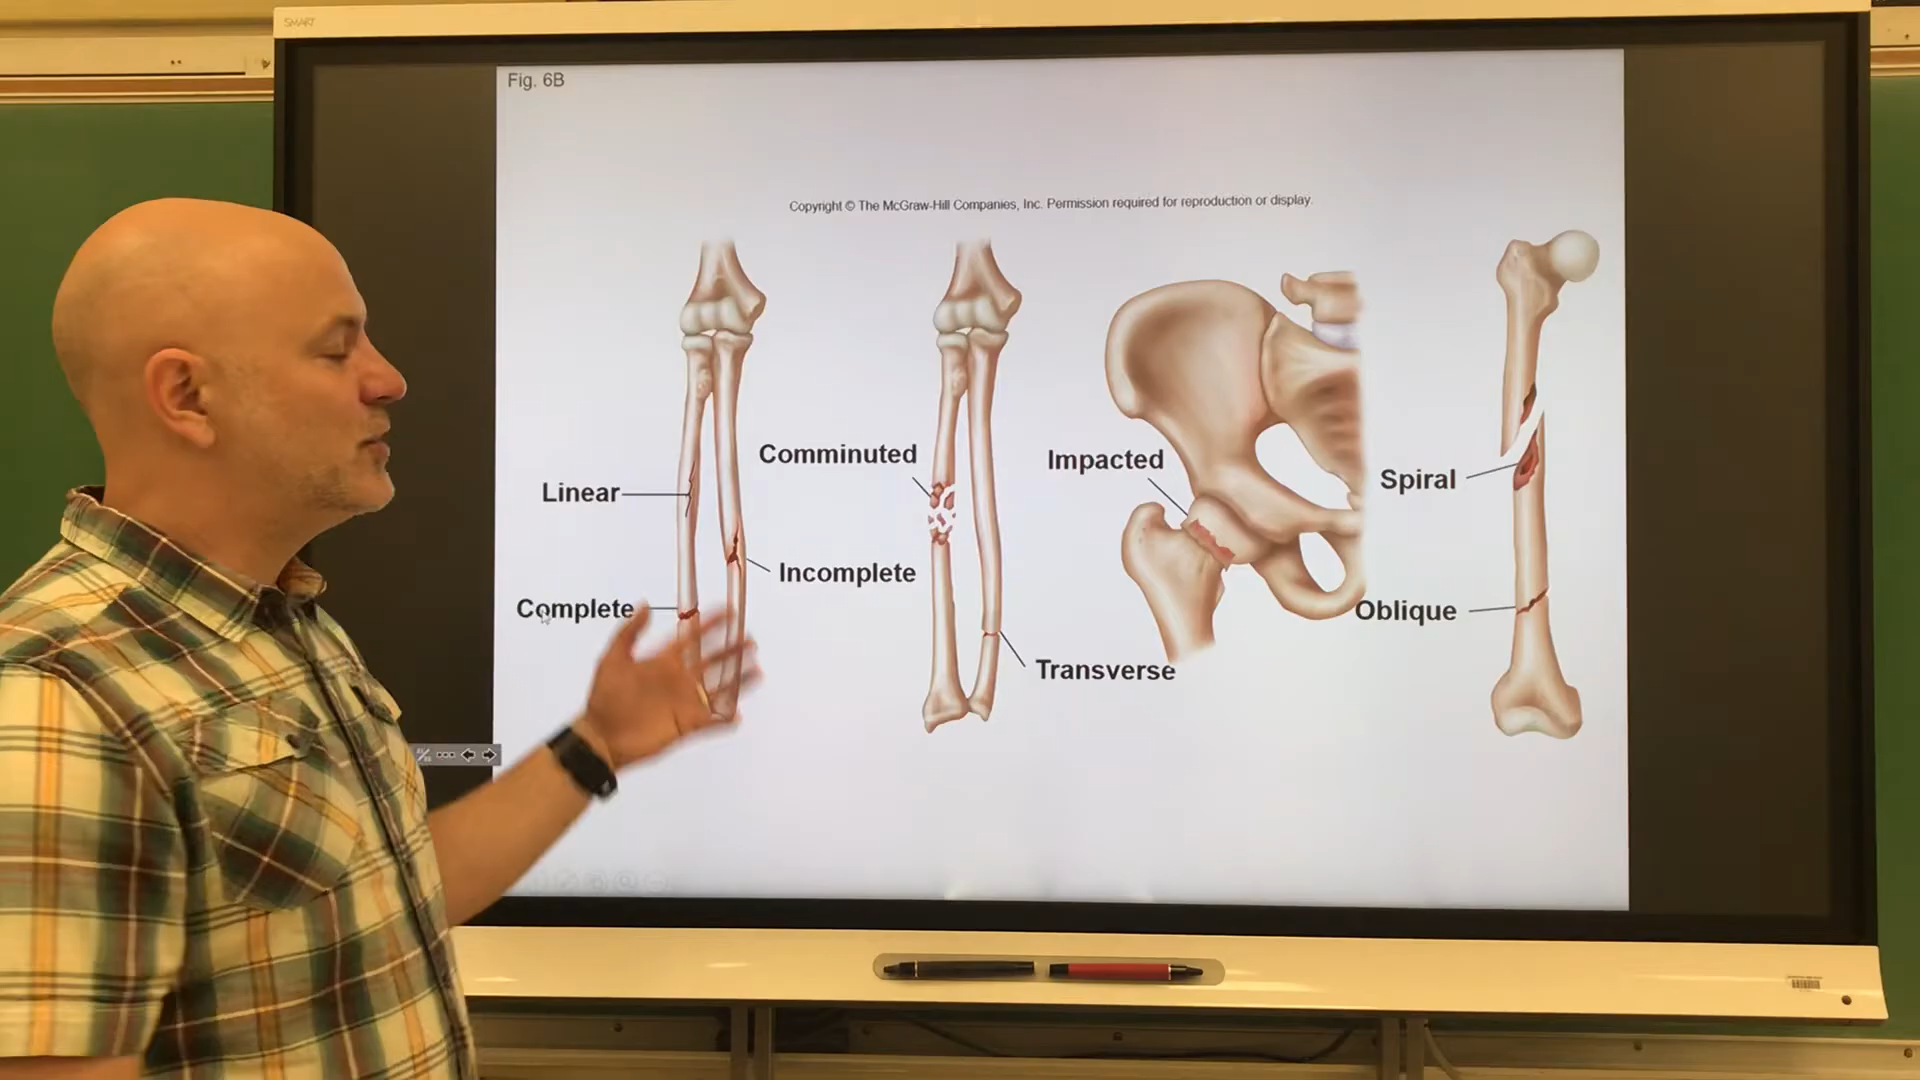 SMART
Fig. 6B
Copyright © The McGraw-Hill Companies, Inc. Permission required for reproduction or display.
Comminuted
Impacted
Linear
Spiral
Incomplete
Complete
Oblique
Transverse